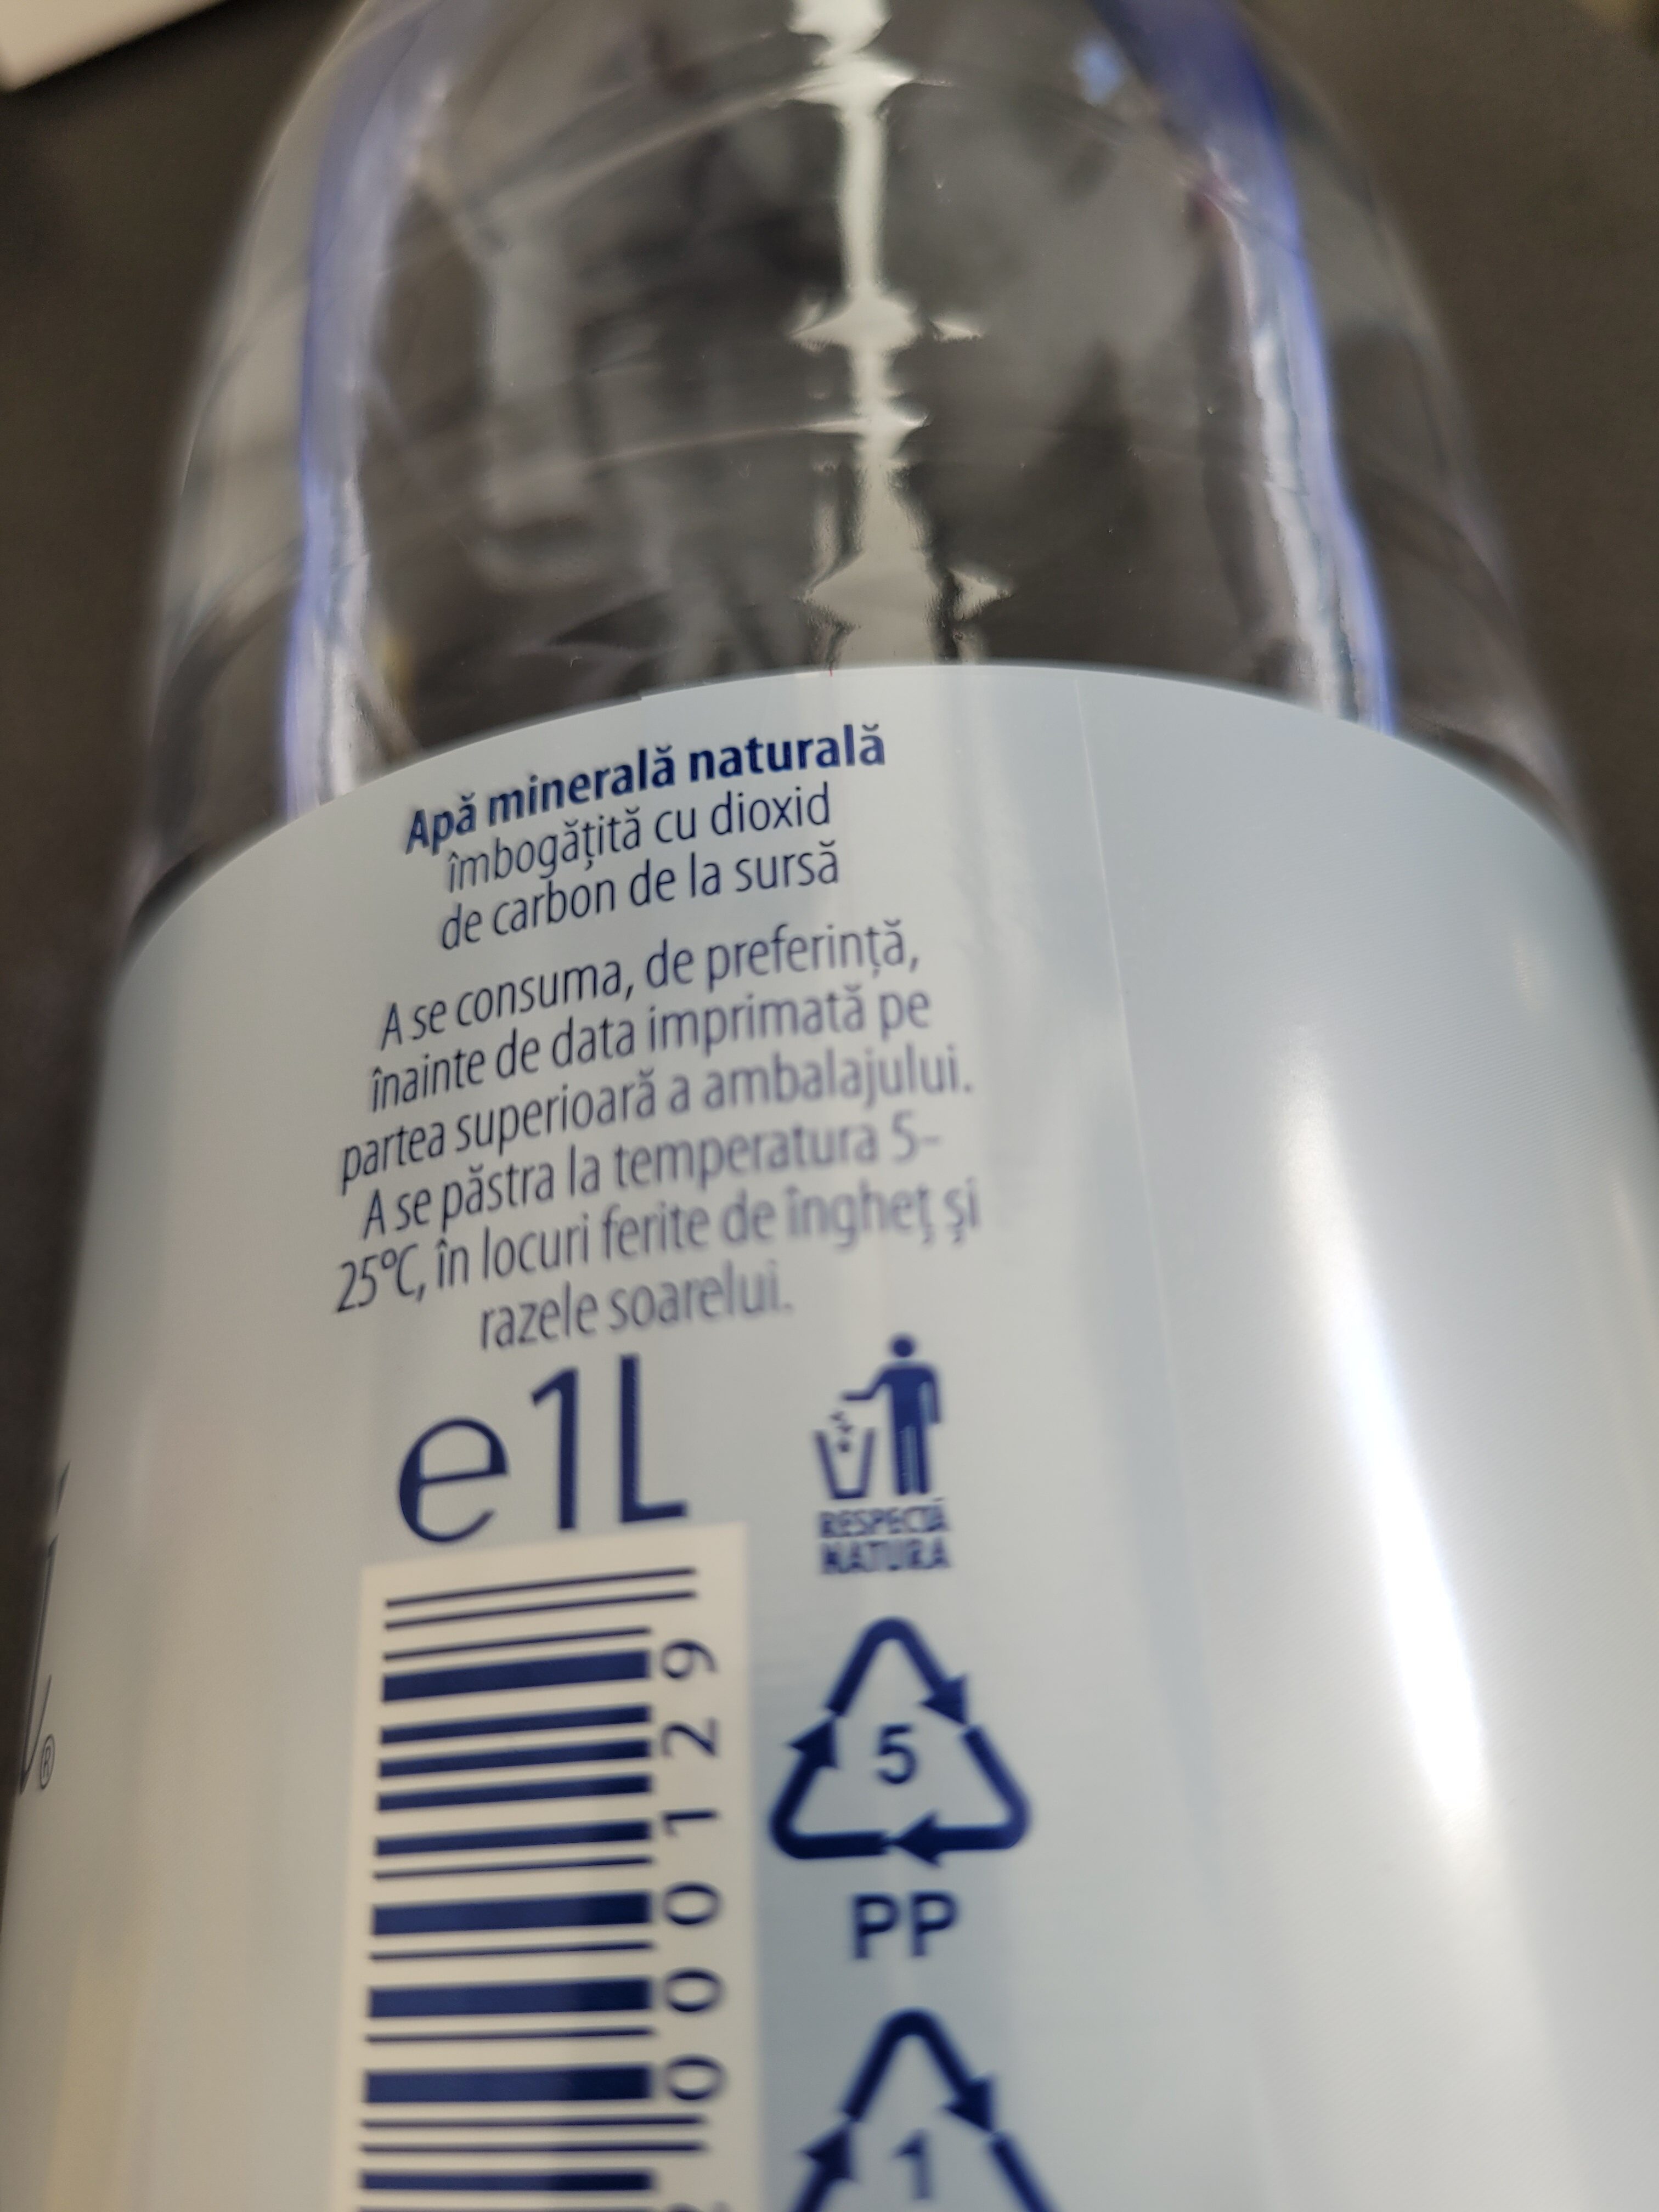 Apă minerală naturală
îmbogățită cu dioxid
de carbon de la sursă
A se consuma, de preferință,
înainte de data imprimată pe
partea superioară a ambalajului.
A se păstra la temperatura 5–
25°C, în locuri ferite de îngheț și
razele soarelui.
e 1L
RESPECTĂ
NATURA
000129
5
PP
1
®